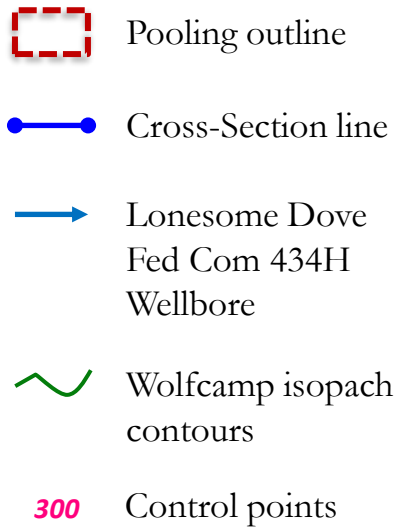 Pooling outline
Cross-Section line
Lonesome Dove
Fed Com 434H
Wellbore
Wolfcamp isopach
contours
300 Control points